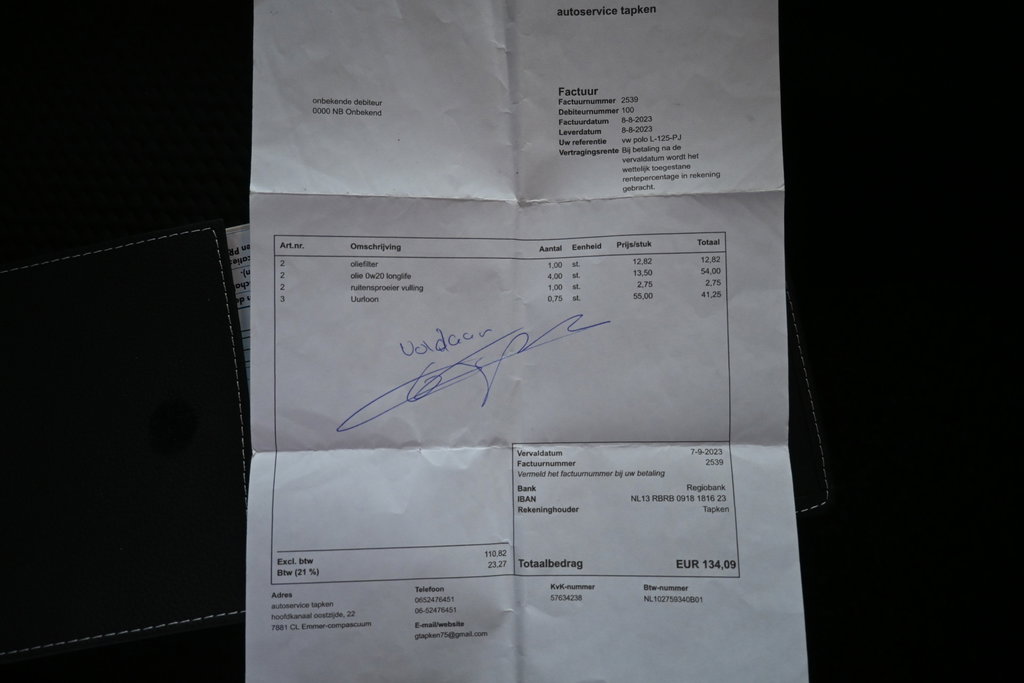 autoservice tapken
onbekende debiteur
0000 NB Onbekend
Factuur
Factuurnummer 2539
Debiteurnummer 100
Factuurdatum 8-8-2023
Leverdatum 8-8-2023
Uw referentie vw polo L-125-PJ
Vertragingsrente Bij betaling na de
vervaldatum wordt het
wettelijk toegestane
rentepercentage in rekening
gebracht.
Art.nr. Omschrijving Aantal Eenheid Prijs/stuk Totaal
2 oliefilter 1,00 st. 12,82 12,82
2 olie 0w20 longlife 4,00 st. 13,50 54,00
2 ruitensproeier vulling 1,00 st. 2,75 2,75
3 Uurloon 0,75 st. 55,00 41,25
Voldaan
Vervaldatum 7-9-2023
Factuurnummer 2539
Vermeld het factuurnummer bij uw betaling
Bank Regiobank
IBAN NL13 RBRB 0918 1816 23
Rekeninghouder Tapken
Excl. btw 110,82
Btw (21 %) 23,27
Totaalbedrag EUR 134,09
Adres
autoservice tapken
hoofdkanaal oostzijde, 22
7881 CL Emmer-compascuum
Telefoon
0652476451
06-52476451
E-mail/website
gtapken75@gmail.com
KvK-nummer
57634238
Btw-nummer
NL102759340B01